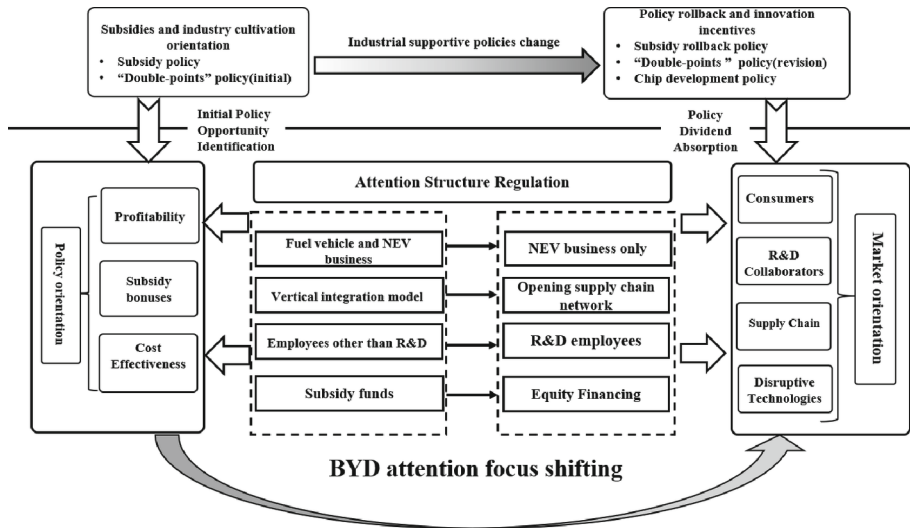 Subsidies and industry cultivation
orientation
• Subsidy policy
• “Double-points” policy(initial)
Industrial supportive policies change
Policy rollback and innovation
incentives
• Subsidy rollback policy
• “Double-points ” policy(revision)
• Chip development policy
Initial Policy
Opportunity
Identification
Policy
Dividend
Absorption
Attention Structure Regulation
Policy orientation
Profitability
Subsidy
bonuses
Cost
Effectiveness
Fuel vehicle and NEV
business
Vertical integration model
Employees other than R&D
Subsidy funds
NEV business only
Opening supply chain
network
R&D employees
Equity Financing
Consumers
R&D
Collaborators
Supply Chain
Disruptive
Technologies
Market orientation
BYD attention focus shifting